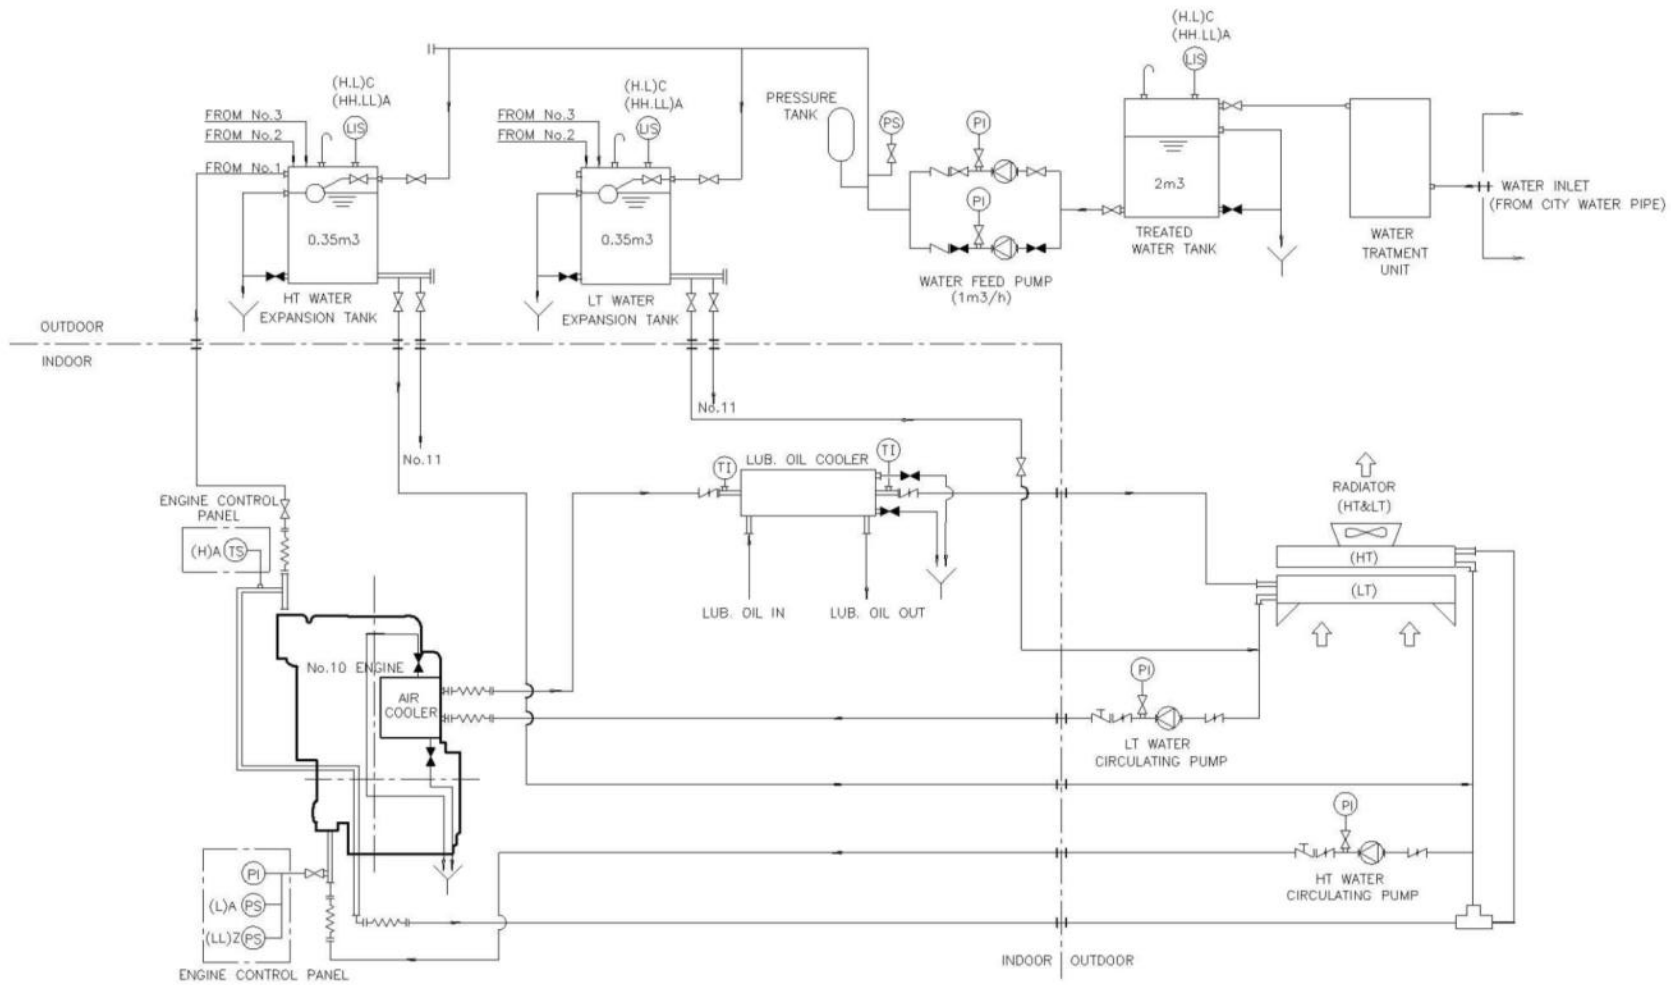 (H.L)C
(HH.LL)A
LIS
FROM No.3
FROM No.2
FROM No.1
0.35m3
HT WATER
EXPANSION TANK
(H.L)C
(HH.LL)A
LIS
FROM No.3
FROM No.2
0.35m3
LT WATER
EXPANSION TANK
PRESSURE
TANK
PS
PI
PI
WATER FEED PUMP
(1m3/h)
(H.L)C
(HH.LL)A
LIS
2m3
TREATED
WATER TANK
WATER
TRATMENT
UNIT
WATER INLET
(FROM CITY WATER PIPE)
OUTDOOR
INDOOR
No.11
No.11
ENGINE CONTROL
PANEL
(H)A TS
TI
LUB. OIL COOLER
TI
LUB. OIL IN
LUB. OIL OUT
RADIATOR
(HT&LT)
(HT)
(LT)
No.10 ENGINE
AIR
COOLER
PI
LT WATER
CIRCULATING PUMP
PI
HT WATER
CIRCULATING PUMP
PI
(L)A PS
(LL)Z PS
ENGINE CONTROL PANEL
INDOOR
OUTDOOR